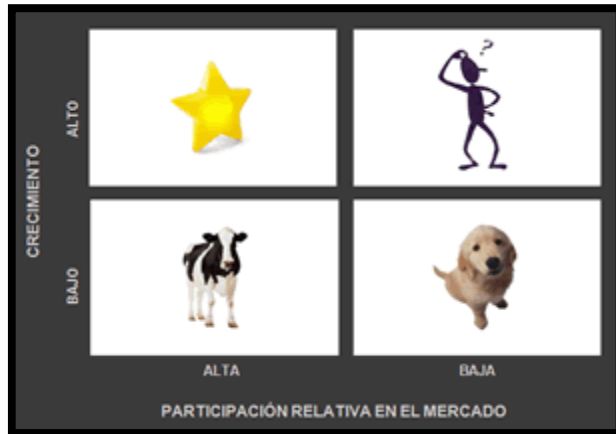 CRECIMIENTO
ALTO
?
BAJO
ALTA
BAJA
PARTICIPACIÓN RELATIVA EN EL MERCADO